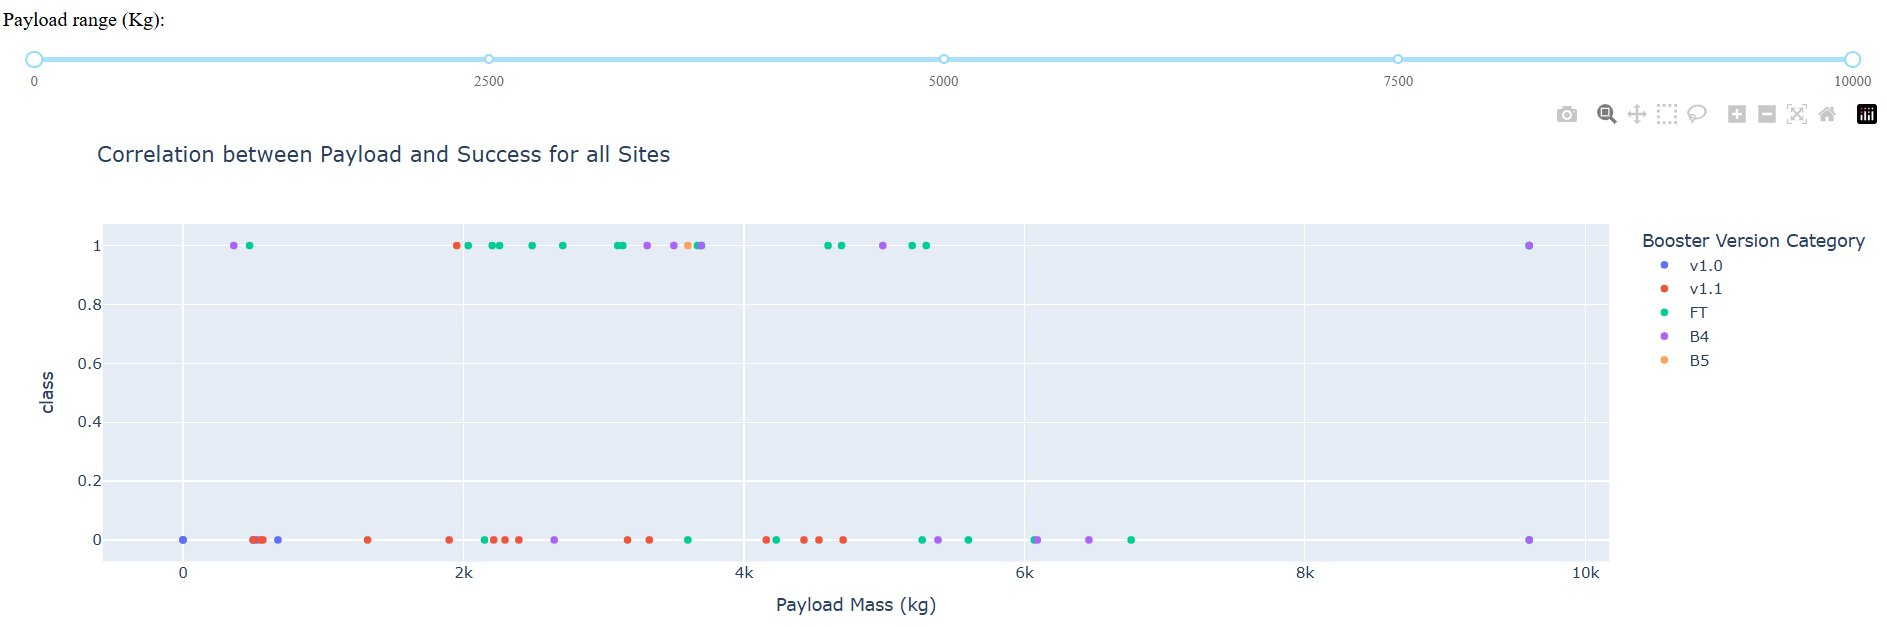 Payload range (Kg):
0 2500 5000 7500 10000
Correlation between Payload and Success for all Sites
Booster Version Category
v1.0
v1.1
FT
B4
B5
1
0.8
0.6
0.4
0.2
0
class
0 2k 4k 6k 8k 10k
Payload Mass (kg)